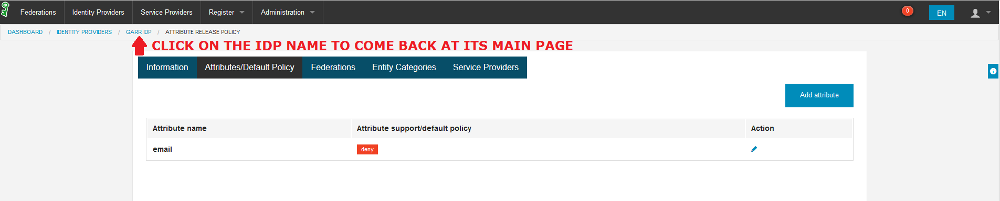 Federations Identity Providers Service Providers Register Administration 0 EN
DASHBOARD / IDENTITY PROVIDERS / GARR IDP / ATTRIBUTE RELEASE POLICY
CLICK ON THE IDP NAME TO COME BACK AT ITS MAIN PAGE
Information Attributes/Default Policy Federations Entity Categories Service Providers
Add attribute
Attribute name Attribute support/default policy Action
email deny